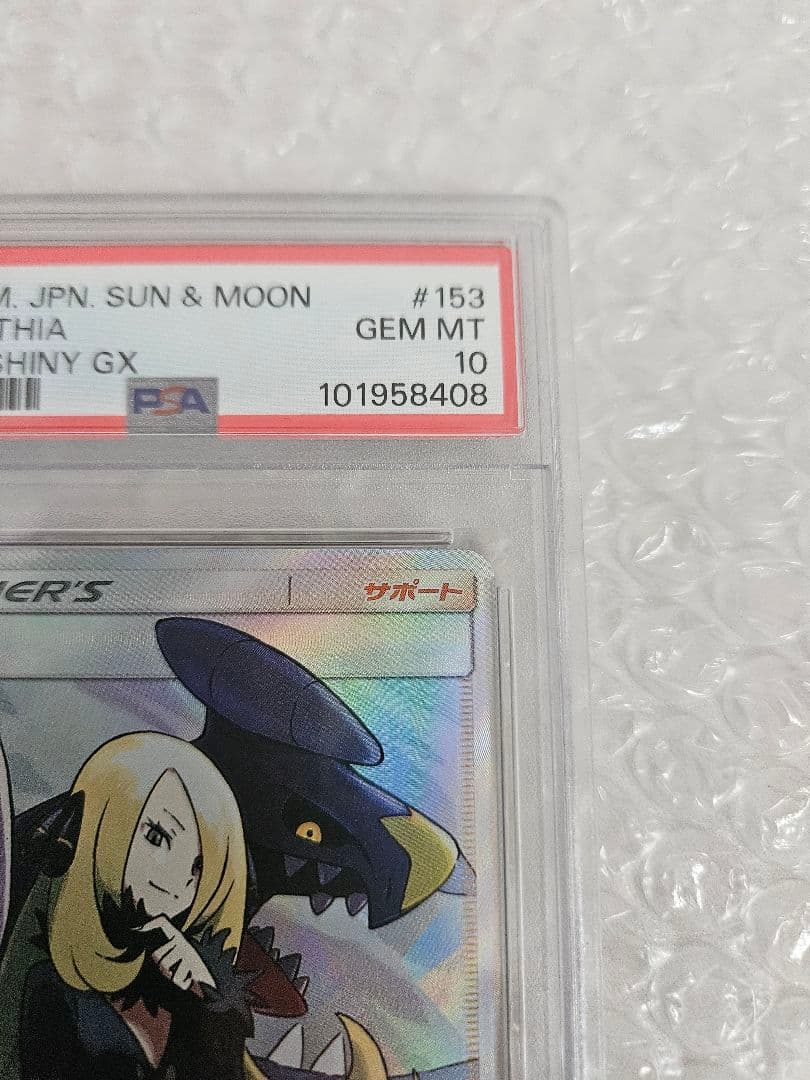 M. JPN. SUN & MOON #153
THIA GEM MT
SHINY GX 10
PSA 101958408
ER'S サポート